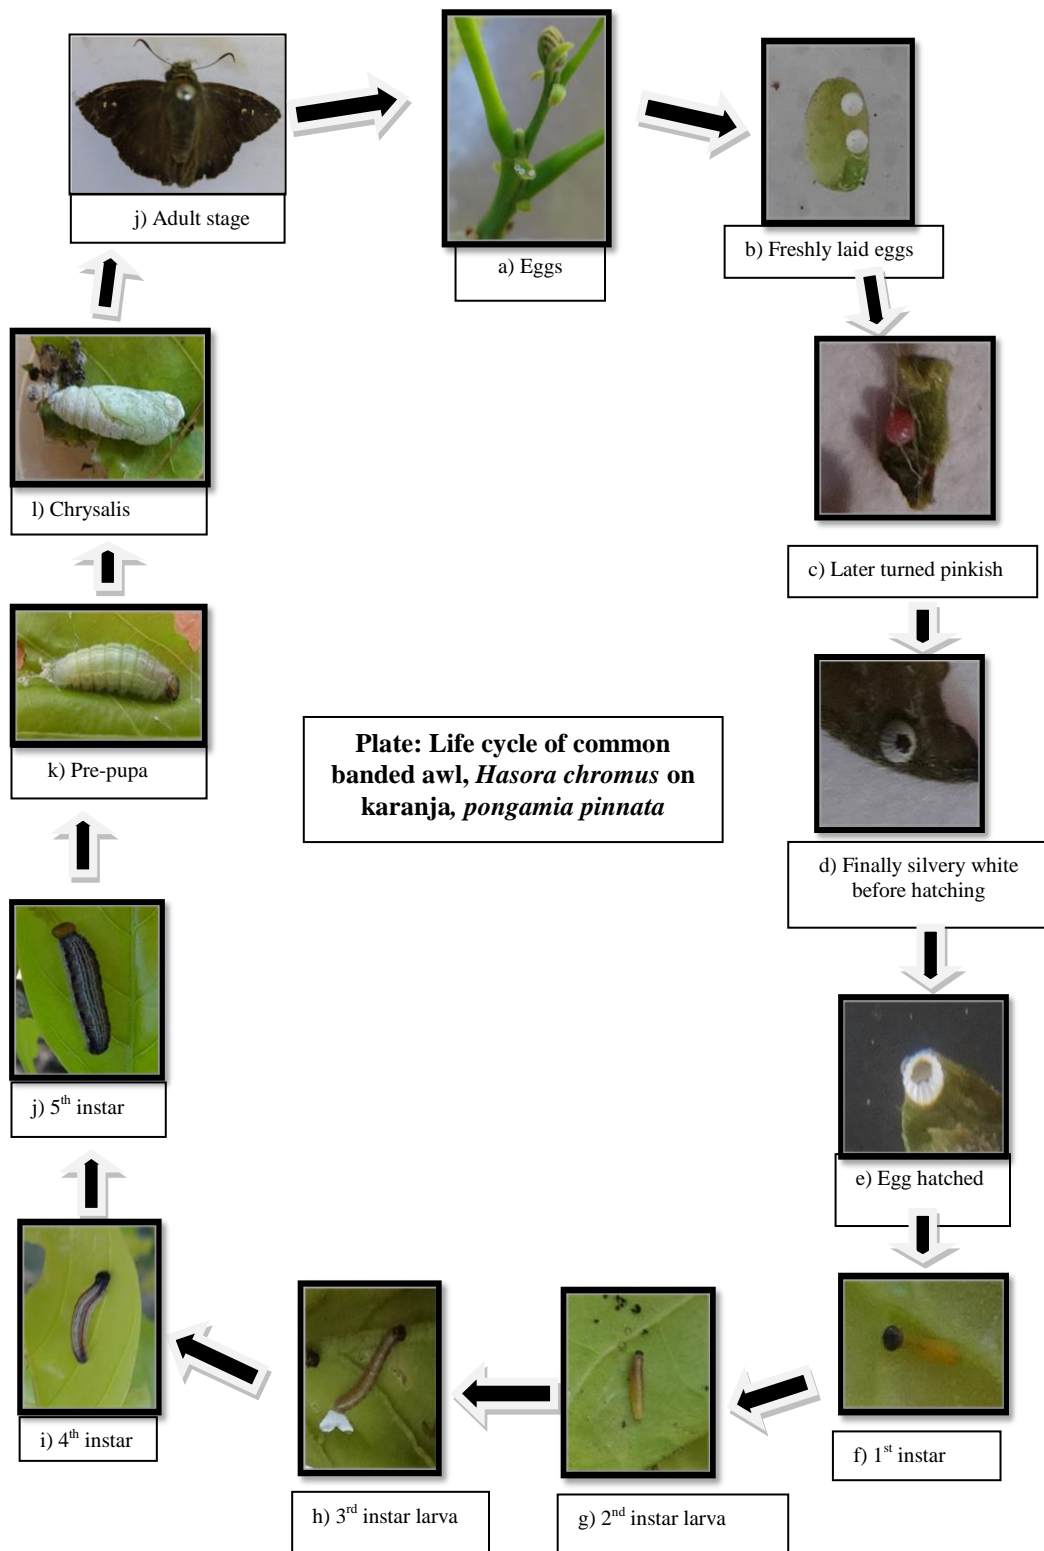 j) Adult stage
a) Eggs
b) Freshly laid eggs
c) Later turned pinkish
d) Finally silvery white
before hatching
e) Egg hatched
f) 1st instar
g) 2nd instar larva
h) 3rd instar larva
i) 4th instar
j) 5th instar
k) Pre-pupa
l) Chrysalis
Plate: Life cycle of common
banded awl, Hasora chromus on
karanja, pongamia pinnata